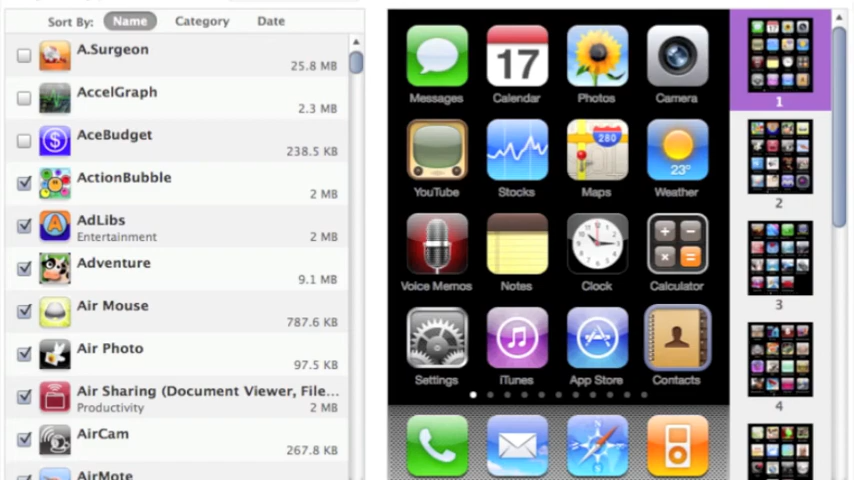 Sort By: Name Category Date
A.Surgeon
25.8 MB
AccelGraph
2.3 MB
AceBudget
238.5 KB
ActionBubble
2 MB
AdLibs
Entertainment 2 MB
Adventure
9.1 MB
Air Mouse
787.6 KB
Air Photo
97.5 KB
Air Sharing (Document Viewer, File...
Productivity 2 MB
AirCam
267.8 KB
AirMote
17
Messages Calendar Photos Camera
280
23°
YouTube Stocks Maps Weather
Voice Memos Notes Clock Calculator
Settings iTunes App Store Contacts
1
2
3
4